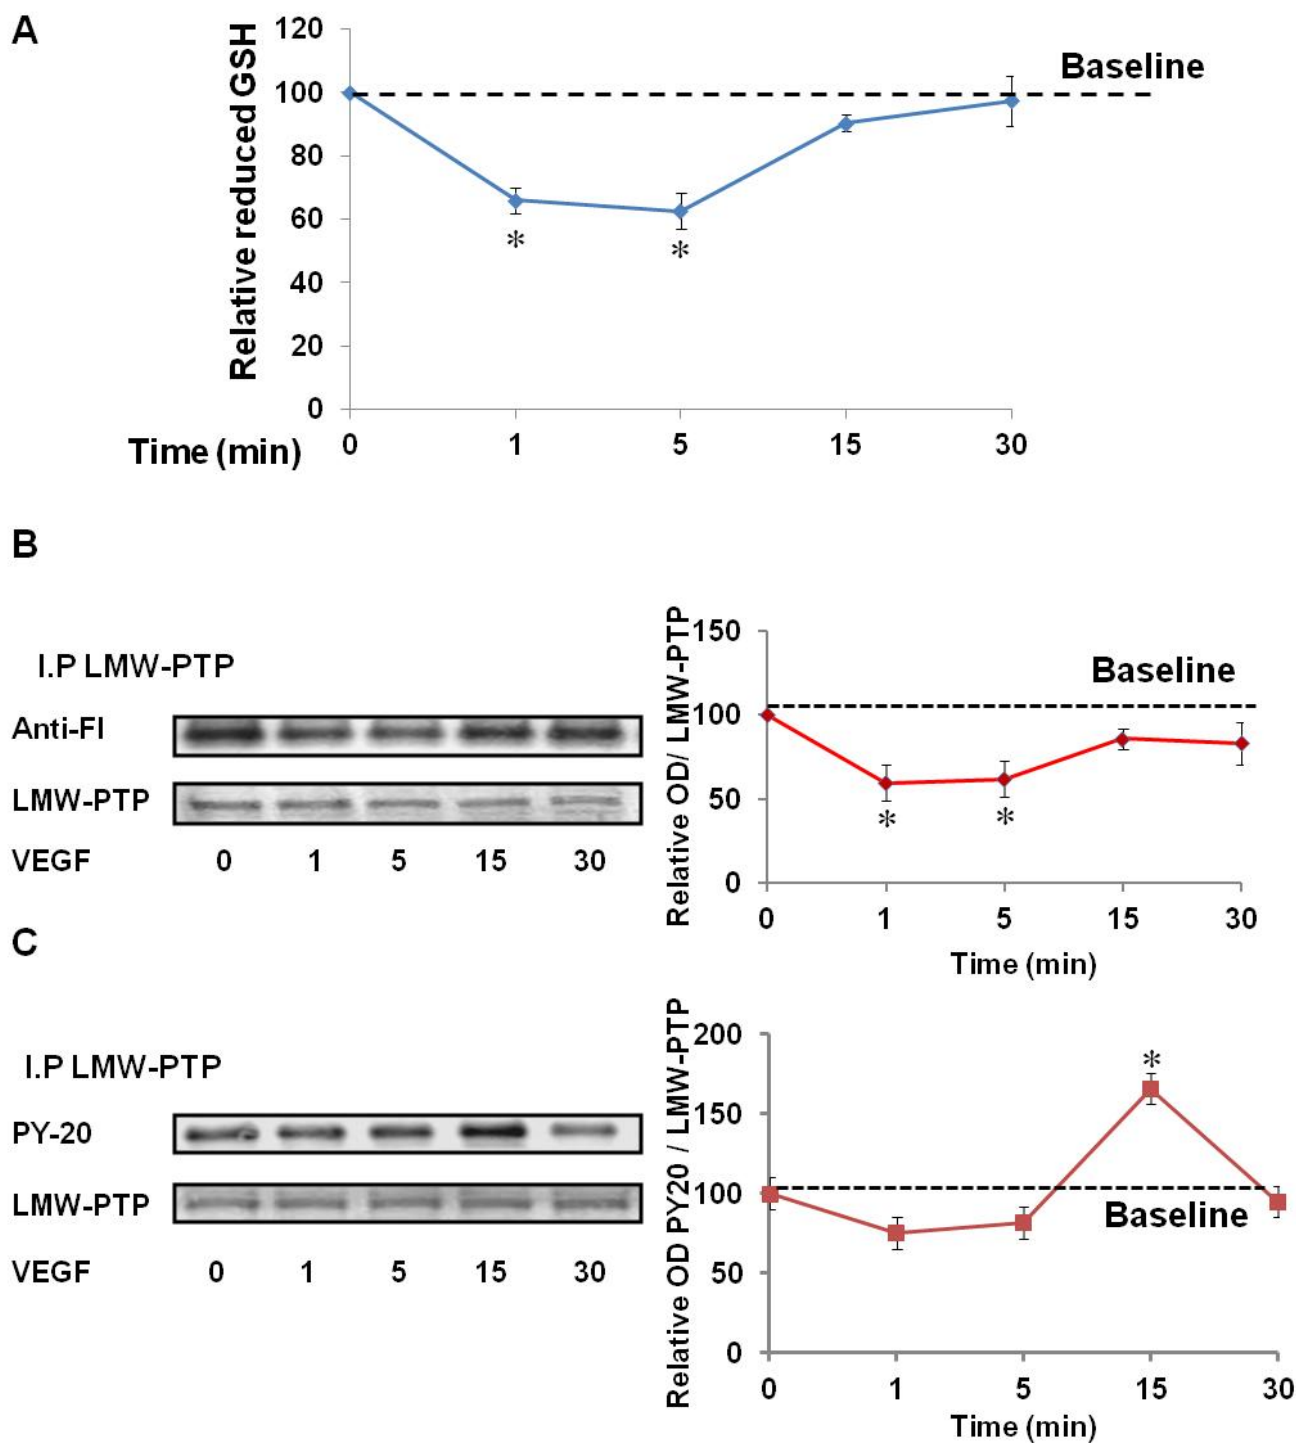 A
Relative reduced GSH
120
100
80
60
40
20
0
Baseline
*
*
Time (min)
0 1 5 15 30
B
I.P LMW-PTP
Anti-Fl
LMW-PTP
VEGF 0 1 5 15 30
Relative OD/ LMW-PTP
150
100
50
0
Baseline
*
*
0 1 5 15 30
Time (min)
C
I.P LMW-PTP
PY-20
LMW-PTP
VEGF 0 1 5 15 30
Relative OD PY20 / LMW-PTP
200
150
100
50
0
*
Baseline
0 1 5 15 30
Time (min)